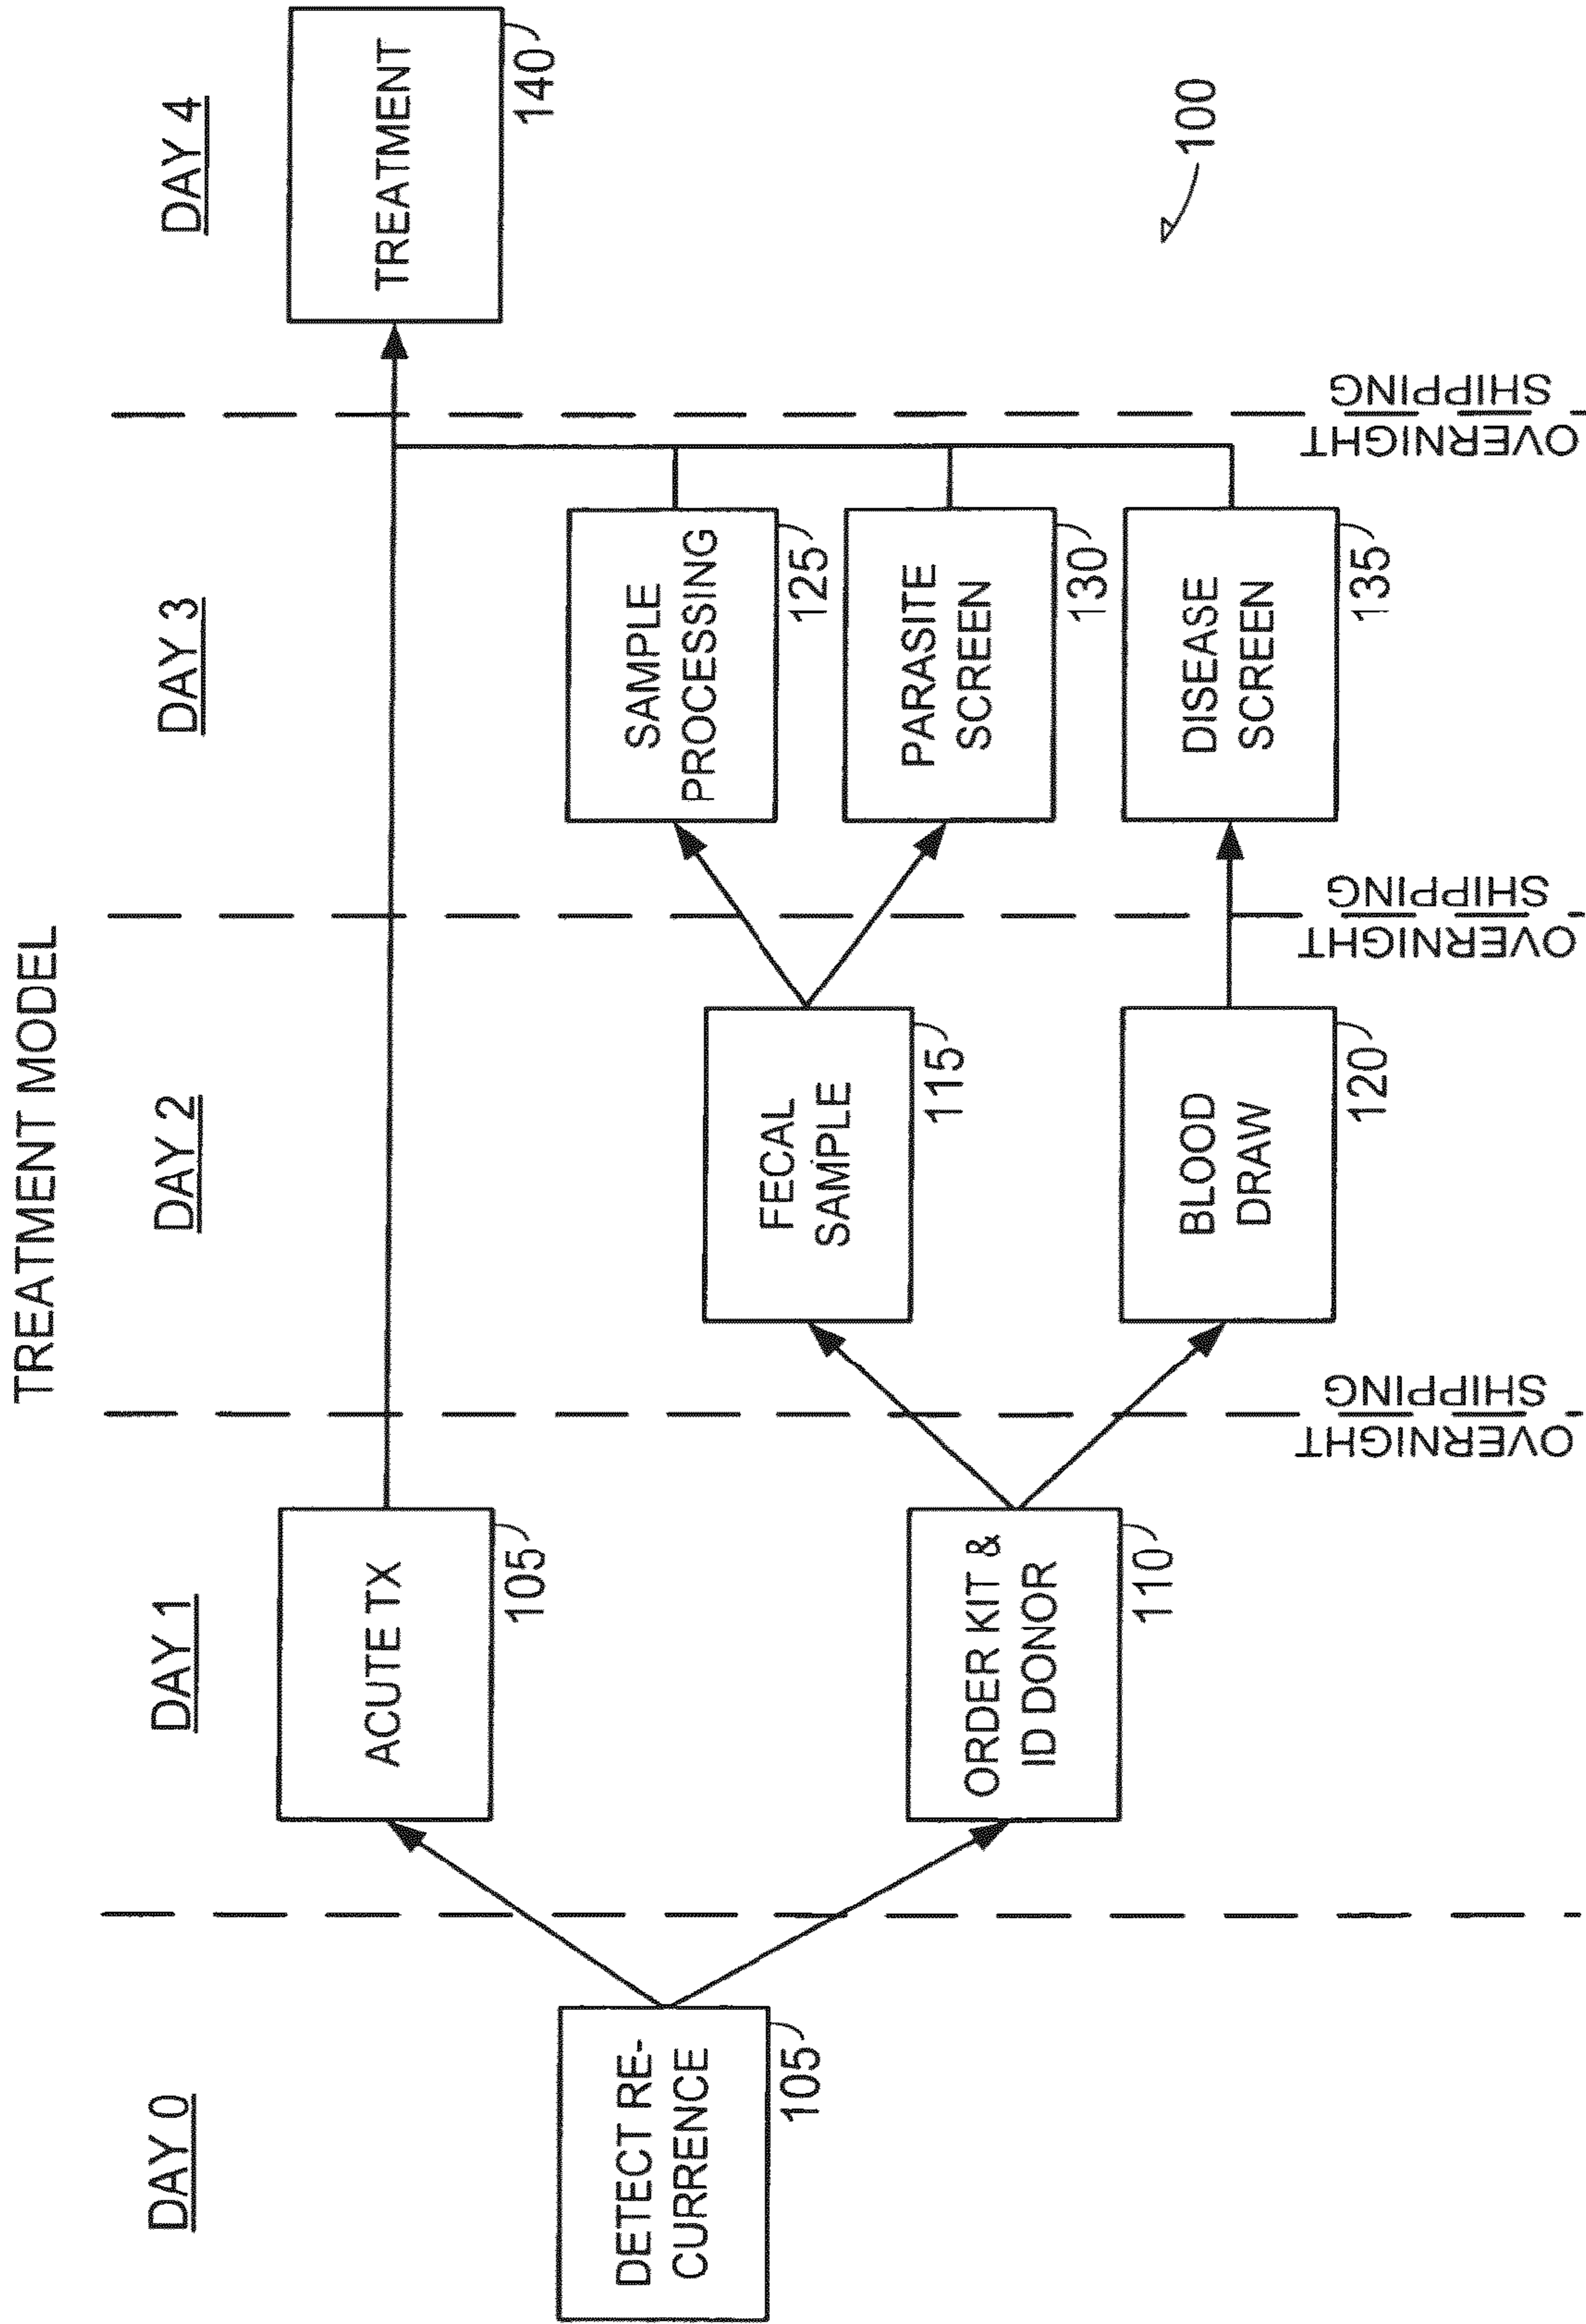 TREATMENT MODEL
DAY 0
DAY 1
DAY 2
DAY 3
DAY 4
DETECT RE-
CURRENCE
105
ACUTE TX
105
ORDER KIT &
ID DONOR
110
OVERNIGHT
SHIPPING
FECAL
SAMPLE
115
BLOOD
DRAW
120
OVERNIGHT
SHIPPING
SAMPLE
PROCESSING
125
PARASITE
SCREEN
130
DISEASE
SCREEN
135
OVERNIGHT
SHIPPING
TREATMENT
140
100